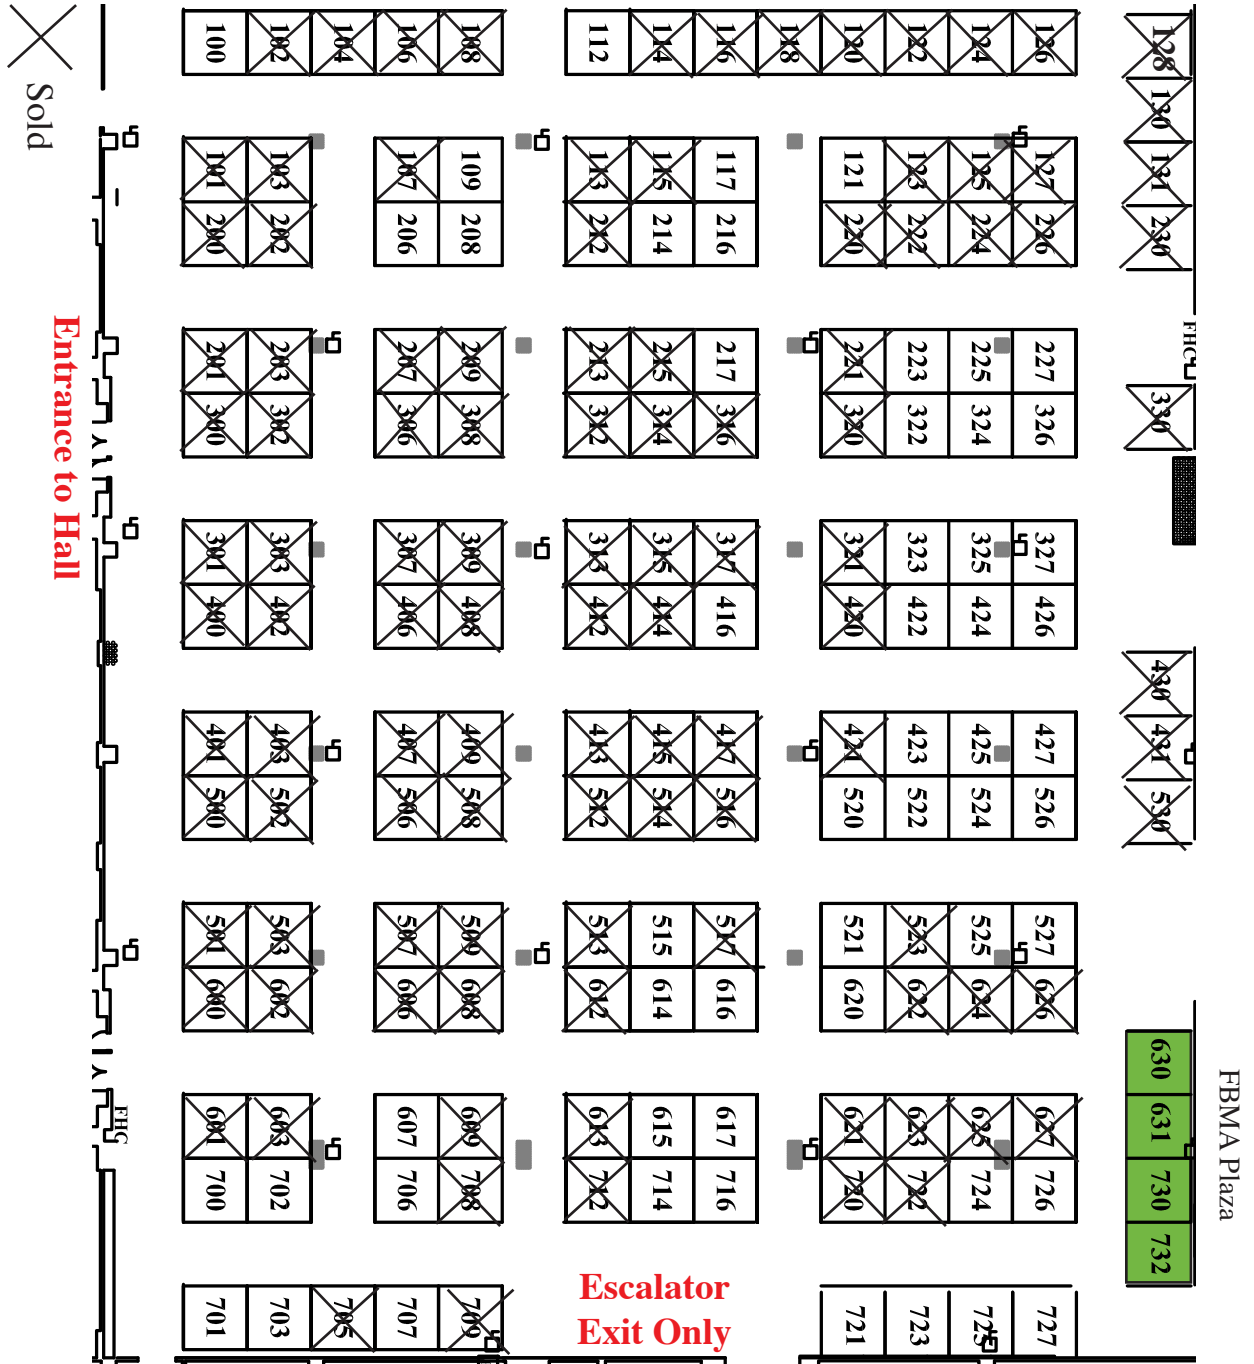 100 102 104 106 108 112 114 116 118 120 122 124 126 128
130
101 103 107 109 113 115 117 121 123 125 127 131
200 202 206 208 212 214 216 220 222 224 226 230
FHC
201 203 207 209 213 215 217 221 223 225 227
300 302 306 308 312 314 316 320 322 324 326 330
301 303 307 309 313 315 317 321 323 325 327
400 402 406 408 412 414 416 420 422 424 426 430
401 403 407 409 413 415 417 421 423 425 427 431
500 502 506 508 512 514 516 520 522 524 526 530
501 503 507 509 513 515 517 521 523 525 527
600 602 606 608 612 614 616 620 622 624 626 630
FHC
601 603 607 609 613 615 617 621 623 625 627 631
700 702 706 708 712 714 716 720 722 724 726 730
732
701 703 705 707 709 721 723 725 727
Sold
Entrance to Hall
Escalator
Exit Only
FBMA Plaza